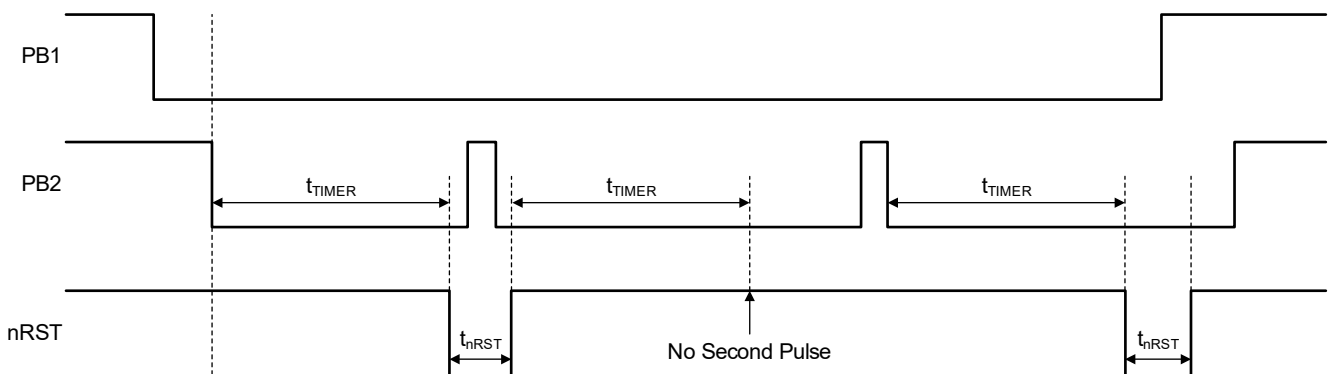 PB1
PB2
tTIMER
tTIMER
tTIMER
nRST
tnRST
No Second Pulse
tnRST